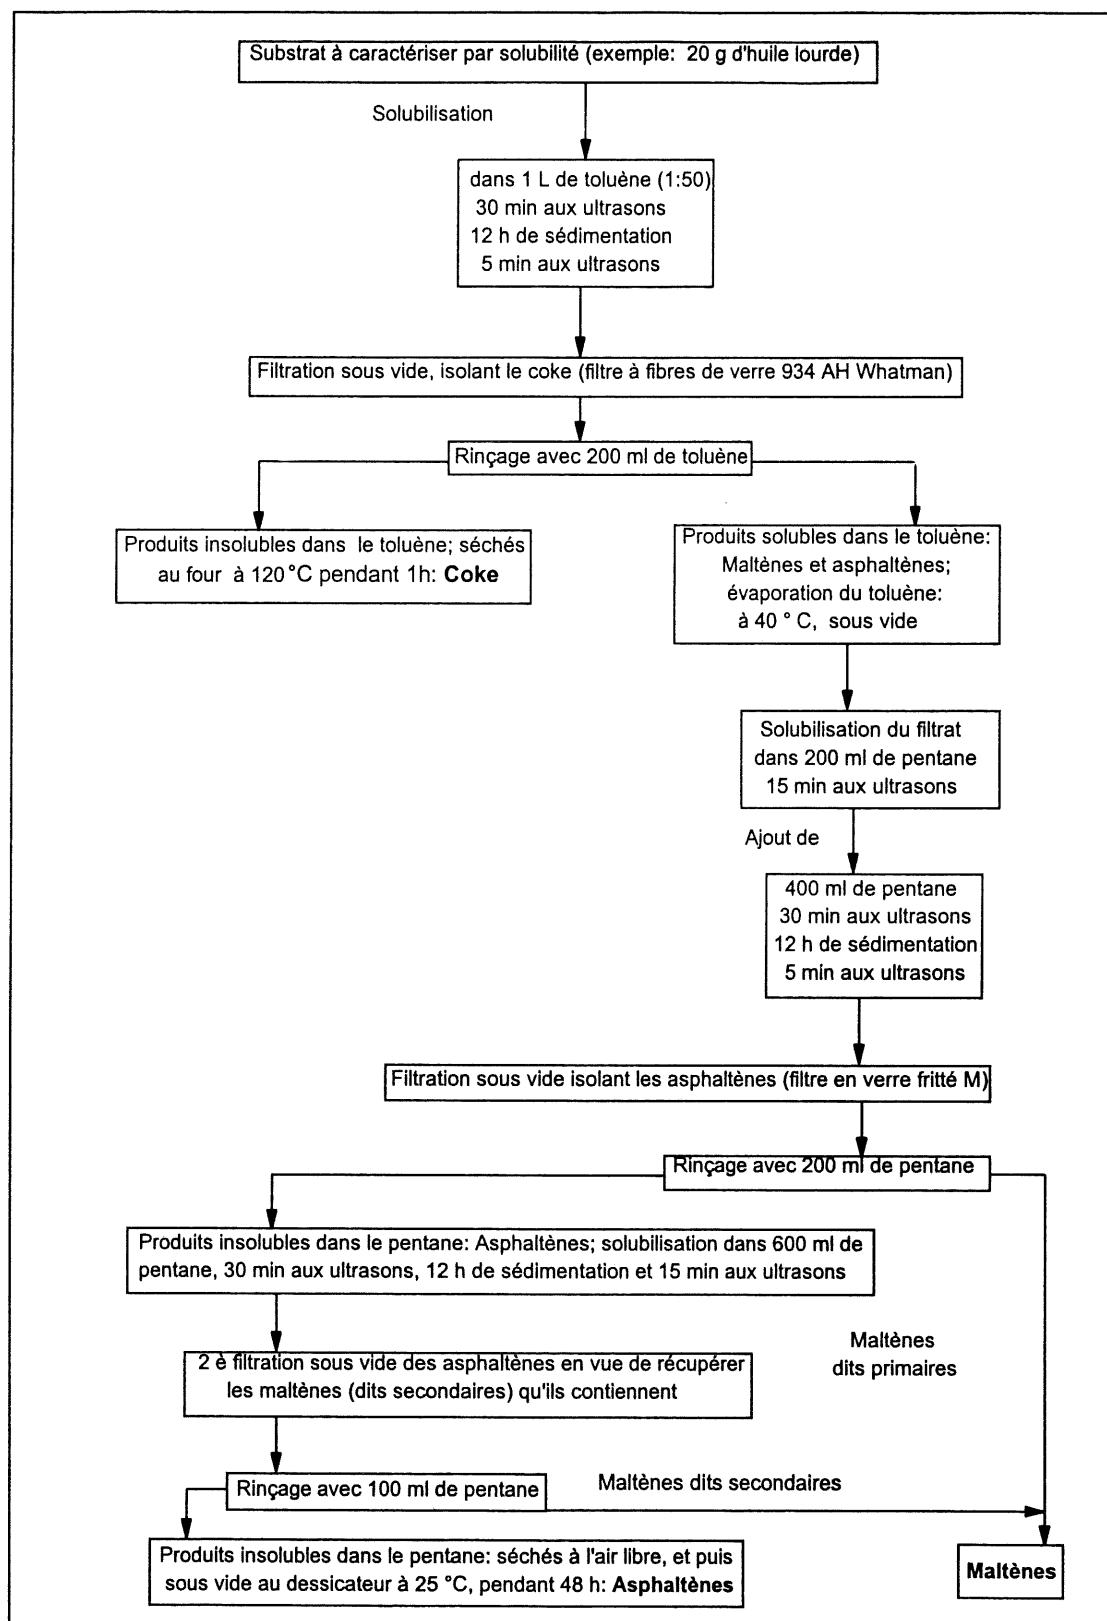 Substrat à caractériser par solubilité (exemple: 20 g d'huile lourde)
Solubilisation
dans 1 L de toluène (1:50)
30 min aux ultrasons
12 h de sédimentation
5 min aux ultrasons
Filtration sous vide, isolant le coke (filtre à fibres de verre 934 AH Whatman)
Rinçage avec 200 ml de toluène
Produits insolubles dans le toluène; séchés
au four à 120°C pendant 1h: Coke
Produits solubles dans le toluène:
Maltènes et asphaltènes;
évaporation du toluène:
à 40 ° C, sous vide
Solubilisation du filtrat
dans 200 ml de pentane
15 min aux ultrasons
Ajout de
400 ml de pentane
30 min aux ultrasons
12 h de sédimentation
5 min aux ultrasons
Filtration sous vide isolant les asphaltènes (filtre en verre fritté M)
Rinçage avec 200 ml de pentane
Produits insolubles dans le pentane: Asphaltènes; solubilisation dans 600 ml de
pentane, 30 min aux ultrasons, 12 h de sédimentation et 15 min aux ultrasons
Maltènes
dits primaires
2 è filtration sous vide des asphaltènes en vue de récupérer
les maltènes (dits secondaires) qu'ils contiennent
Rinçage avec 100 ml de pentane
Maltènes dits secondaires
Produits insolubles dans le pentane: séchés à l'air libre, et puis
sous vide au dessicateur à 25 °C, pendant 48 h: Asphaltènes
Maltènes